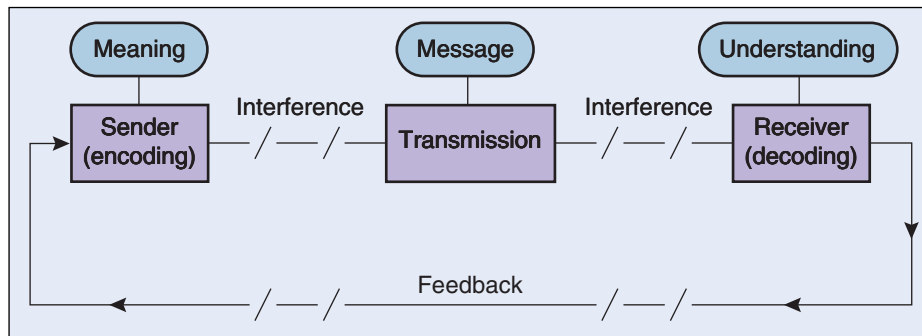 Meaning
Message
Understanding
Interference
Interference
Sender
(encoding)
Transmission
Receiver
(decoding)
Feedback